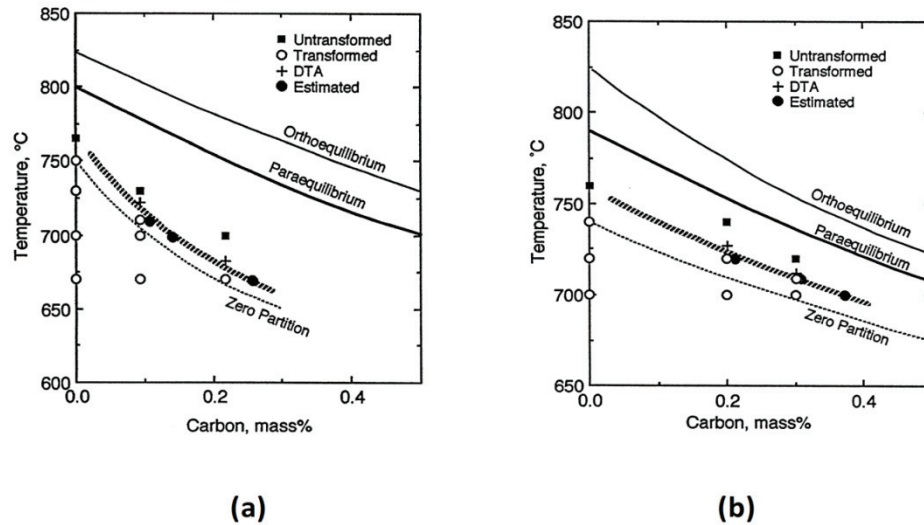 850
800
750
700
650
600
0.0
0.2
0.4
Temperature, °C
Carbon, mass%
Untransformed
Transformed
DTA
Estimated
Orthoequilibrium
Paraequilibrium
Zero Partition
(a)
850
800
750
700
650
0.0
0.2
0.4
Temperature, °C
Carbon, mass%
Untransformed
Transformed
DTA
Estimated
Orthoequilibrium
Paraequilibrium
Zero Partition
(b)